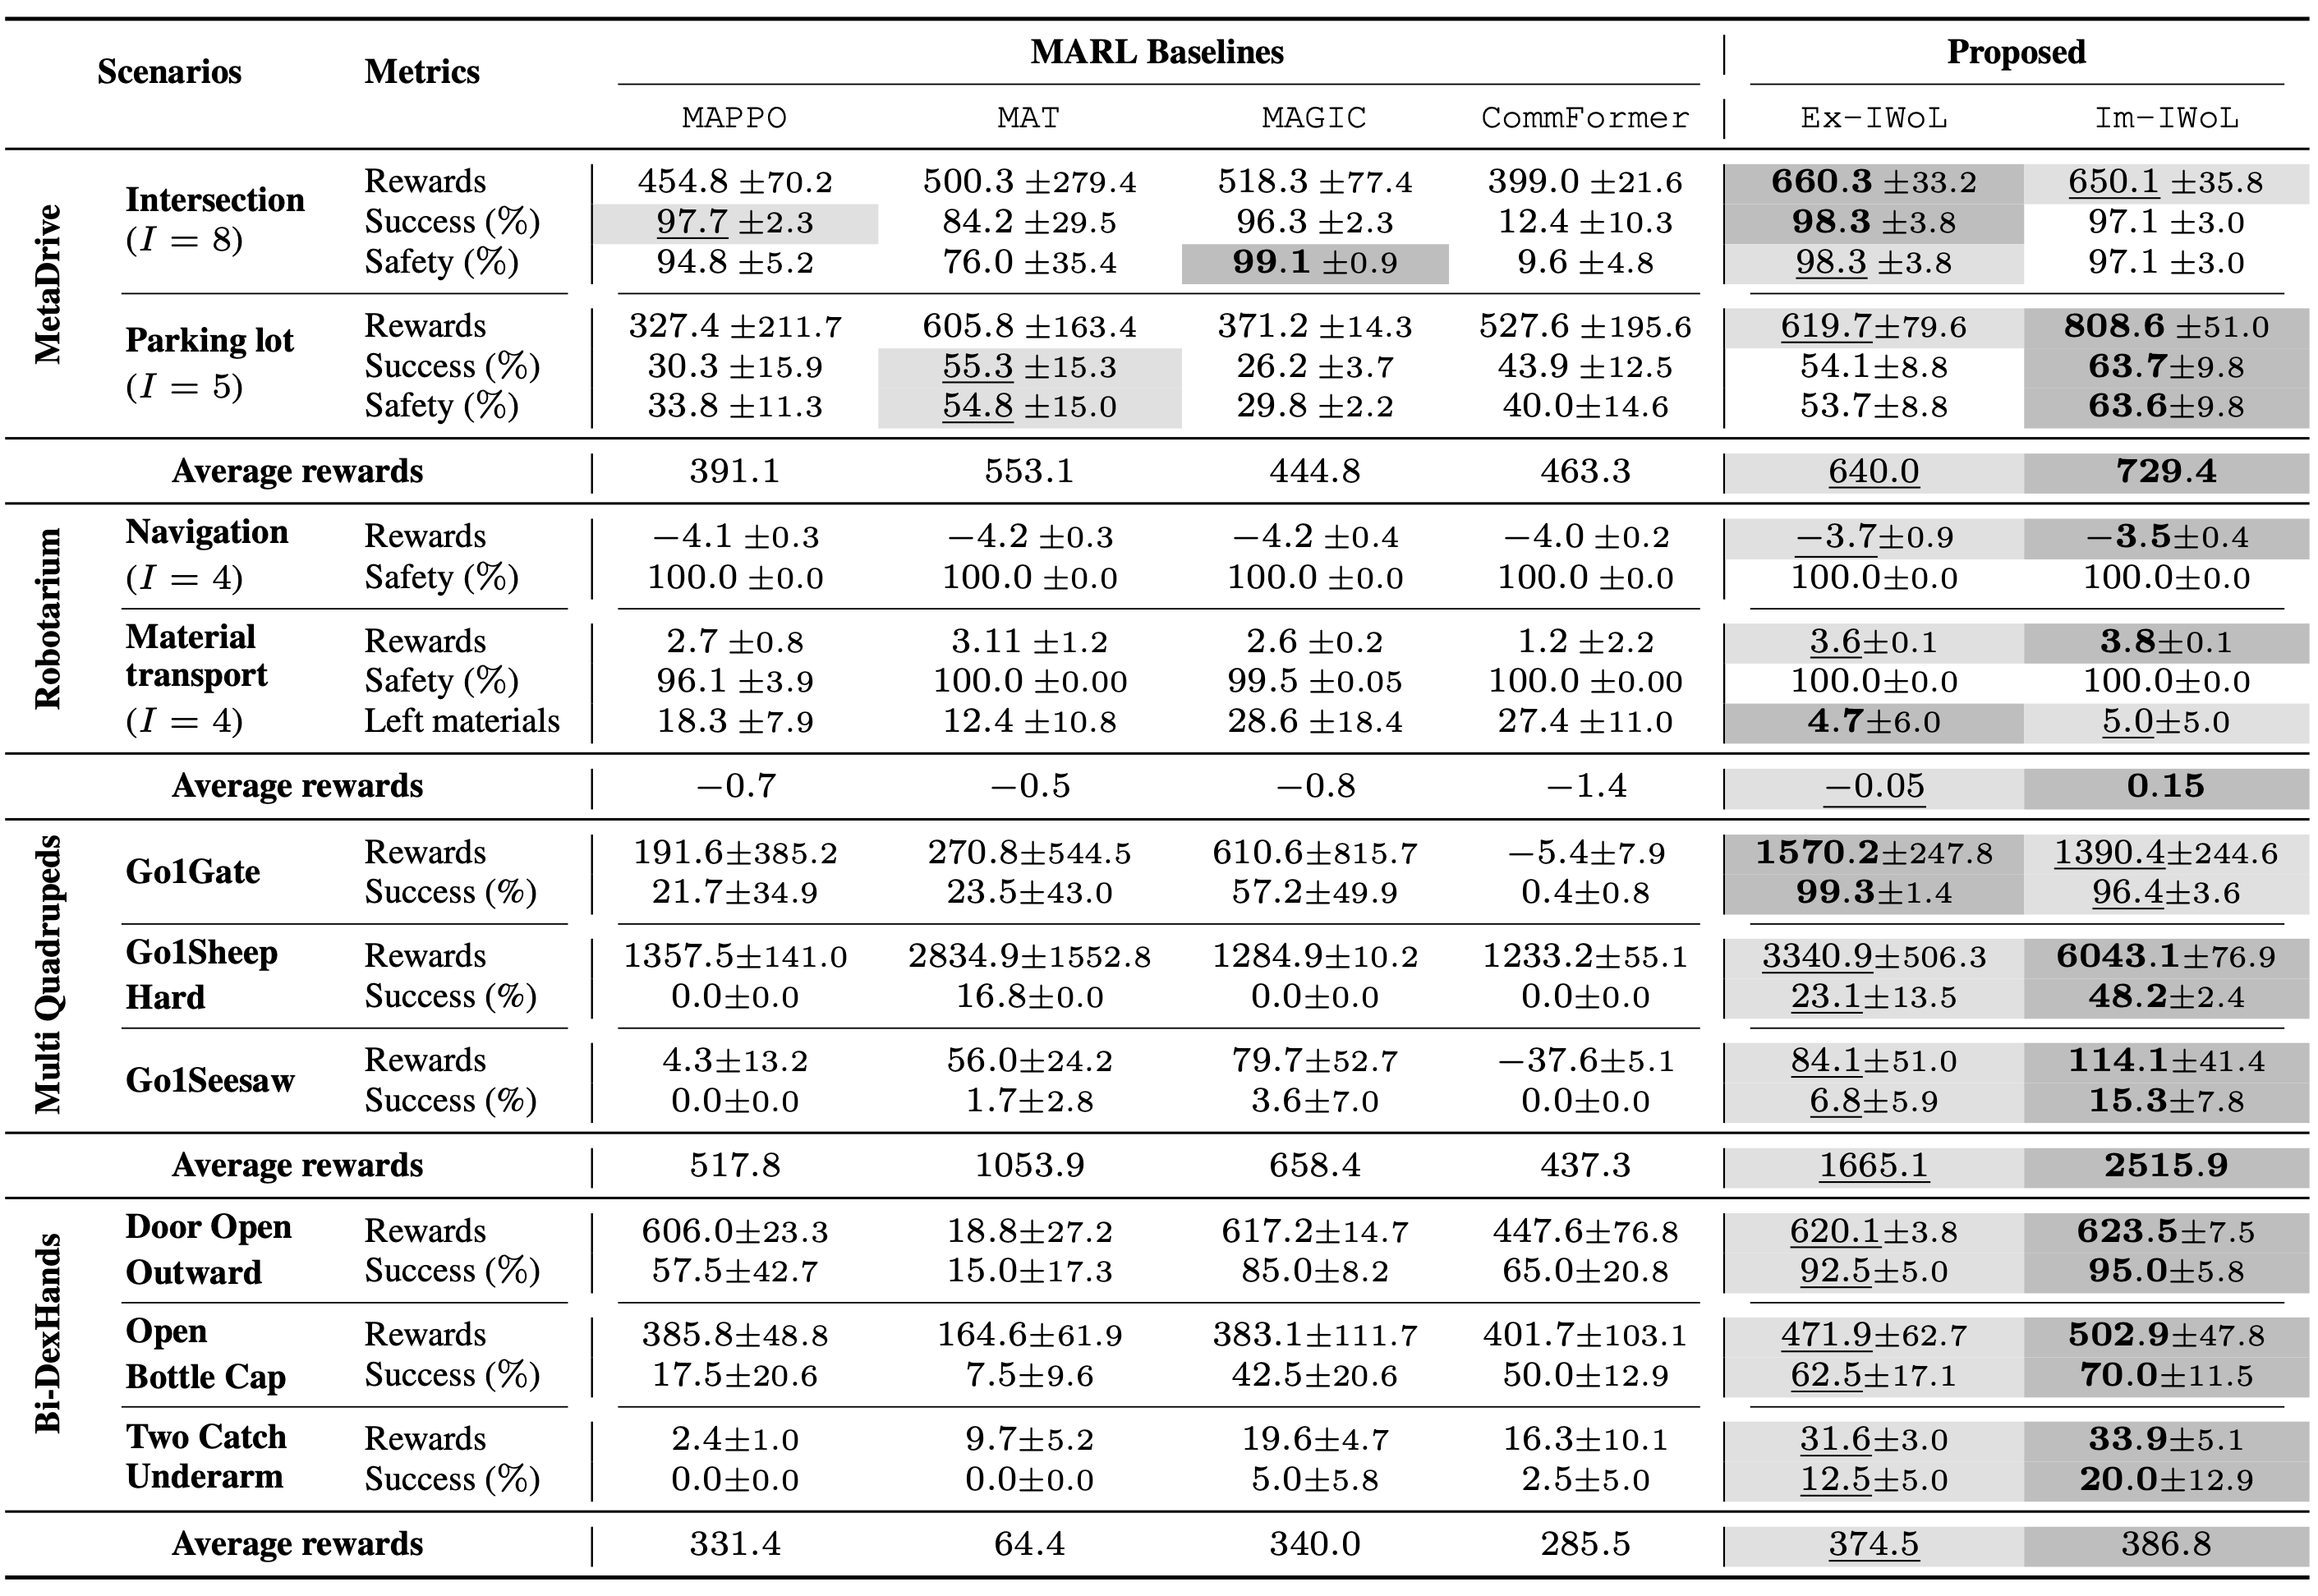 Scenarios Metrics MARL Baselines Proposed
MAPPO MAT MAGIC CommFormer Ex-IWoL Im-IWoL
MetaDrive
Intersection (I = 8)
Rewards 454.8 ±70.2 500.3 ±279.4 518.3 ±77.4 399.0 ±21.6 660.3 ±33.2 650.1 ±35.8
Success (%) 97.7 ±2.3 84.2 ±29.5 96.3 ±2.3 12.4 ±10.3 98.3 ±3.8 97.1 ±3.0
Safety (%) 94.8 ±5.2 76.0 ±35.4 99.1 ±0.9 9.6 ±4.8 98.3 ±3.8 97.1 ±3.0
Parking lot (I = 5)
Rewards 327.4 ±211.7 605.8 ±163.4 371.2 ±14.3 527.6 ±195.6 619.7±79.6 808.6 ±51.0
Success (%) 30.3 ±15.9 55.3 ±15.3 26.2 ±3.7 43.9 ±12.5 54.1±8.8 63.7±9.8
Safety (%) 33.8 ±11.3 54.8 ±15.0 29.8 ±2.2 40.0±14.6 53.7±8.8 63.6±9.8
Average rewards 391.1 553.1 444.8 463.3 640.0 729.4
Robotarium
Navigation (I = 4)
Rewards −4.1 ±0.3 −4.2 ±0.3 −4.2 ±0.4 −4.0 ±0.2 −3.7±0.9 −3.5±0.4
Safety (%) 100.0 ±0.0 100.0 ±0.0 100.0 ±0.0 100.0 ±0.0 100.0±0.0 100.0±0.0
Material transport (I = 4)
Rewards 2.7 ±0.8 3.11 ±1.2 2.6 ±0.2 1.2 ±2.2 3.6±0.1 3.8±0.1
Safety (%) 96.1 ±3.9 100.0 ±0.00 99.5 ±0.05 100.0 ±0.00 100.0±0.0 100.0±0.0
Left materials 18.3 ±7.9 12.4 ±10.8 28.6 ±18.4 27.4 ±11.0 4.7±6.0 5.0±5.0
Average rewards −0.7 −0.5 −0.8 −1.4 −0.05 0.15
Multi Quadrupeds
Go1Gate
Rewards 191.6±385.2 270.8±544.5 610.6±815.7 −5.4±7.9 1570.2±247.8 1390.4±244.6
Success (%) 21.7±34.9 23.5±43.0 57.2±49.9 0.4±0.8 99.3±1.4 96.4±3.6
Go1Sheep Hard
Rewards 1357.5±141.0 2834.9±1552.8 1284.9±10.2 1233.2±55.1 3340.9±506.3 6043.1±76.9
Success (%) 0.0±0.0 16.8±0.0 0.0±0.0 0.0±0.0 23.1±13.5 48.2±2.4
Go1Seesaw
Rewards 4.3±13.2 56.0±24.2 79.7±52.7 −37.6±5.1 84.1±51.0 114.1±41.4
Success (%) 0.0±0.0 1.7±2.8 3.6±7.0 0.0±0.0 6.8±5.9 15.3±7.8
Average rewards 517.8 1053.9 658.4 437.3 1665.1 2515.9
Bi-DexHands
Door Open Outward
Rewards 606.0±23.3 18.8±27.2 617.2±14.7 447.6±76.8 620.1±3.8 623.5±7.5
Success (%) 57.5±42.7 15.0±17.3 85.0±8.2 65.0±20.8 92.5±5.0 95.0±5.8
Open Bottle Cap
Rewards 385.8±48.8 164.6±61.9 383.1±111.7 401.7±103.1 471.9±62.7 502.9±47.8
Success (%) 17.5±20.6 7.5±9.6 42.5±20.6 50.0±12.9 62.5±17.1 70.0±11.5
Two Catch Underarm
Rewards 2.4±1.0 9.7±5.2 19.6±4.7 16.3±10.1 31.6±3.0 33.9±5.1
Success (%) 0.0±0.0 0.0±0.0 5.0±5.8 2.5±5.0 12.5±5.0 20.0±12.9
Average rewards 331.4 64.4 340.0 285.5 374.5 386.8